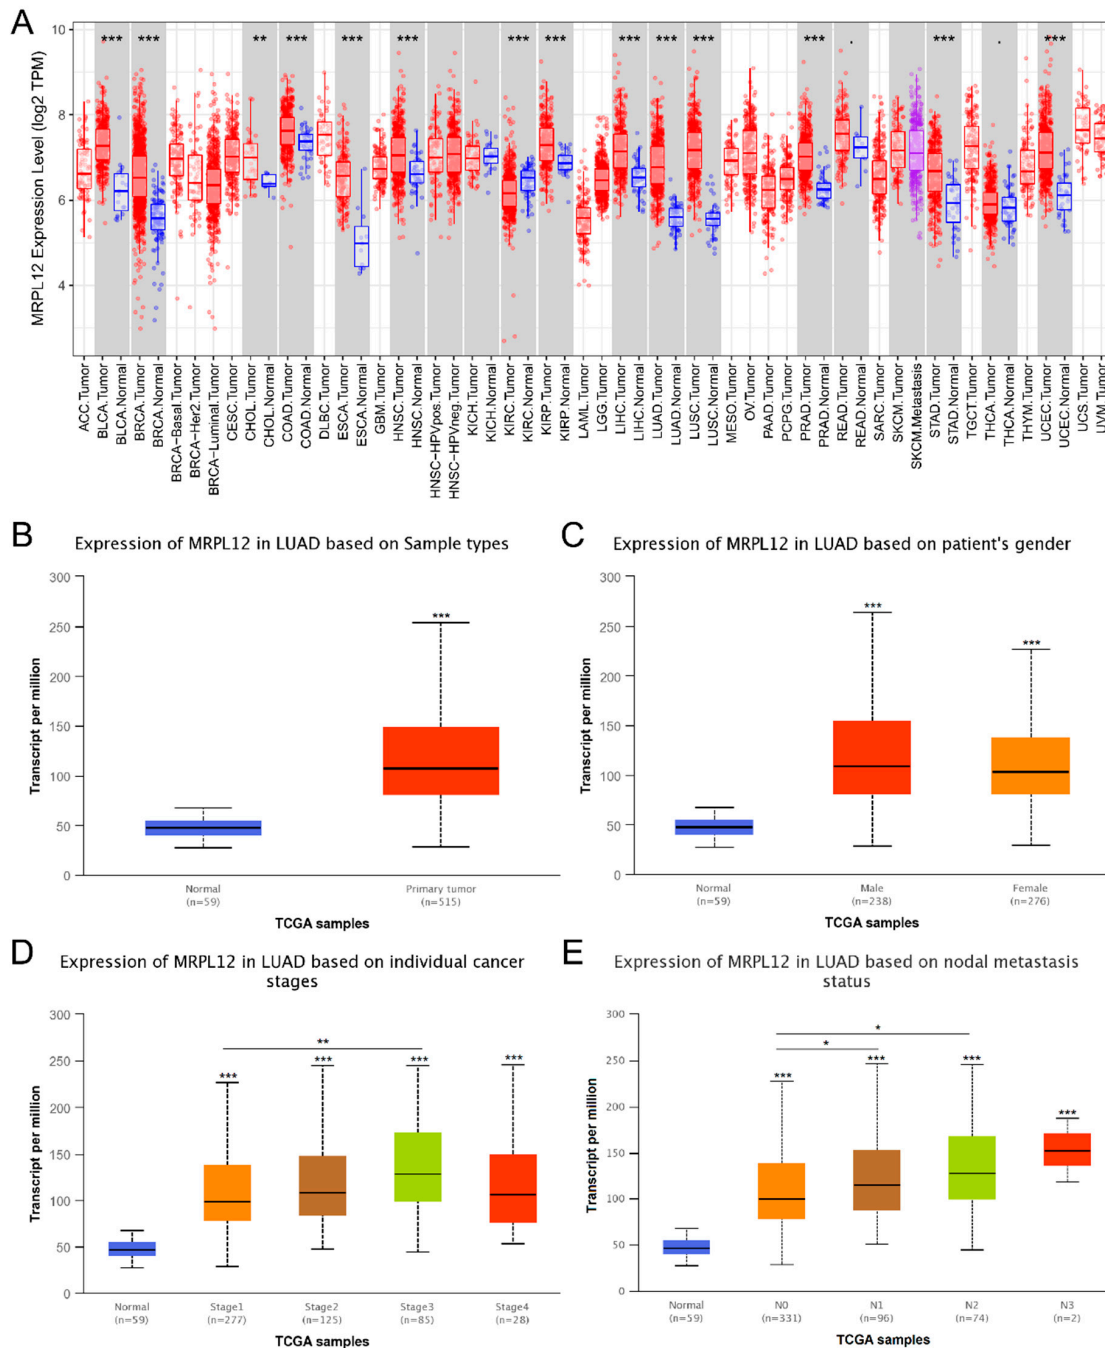 A
*** *** ** *** *** *** *** *** *** *** *** *** . *** . ***
MRPL12 Expression Level (log2 TPM)
10
8
6
4
ACC.Tumor
BLCA.Tumor
BLCA.Normal
BRCA.Tumor
BRCA.Normal
BRCA-Basal.Tumor
BRCA-Her2.Tumor
BRCA-Luminal.Tumor
CESC.Tumor
CHOL.Tumor
CHOL.Normal
COAD.Tumor
COAD.Normal
DLBC.Tumor
ESCA.Tumor
ESCA.Normal
GBM.Tumor
HNSC.Tumor
HNSC.Normal
HNSC-HPVpos.Tumor
HNSC-HPVneg.Tumor
KICH.Tumor
KICH.Normal
KIRC.Tumor
KIRC.Normal
KIRP.Tumor
KIRP.Normal
LAML.Tumor
LGG.Tumor
LIHC.Tumor
LIHC.Normal
LUAD.Tumor
LUAD.Normal
LUSC.Tumor
LUSC.Normal
MESO.Tumor
OV.Tumor
PAAD.Tumor
PCPG.Tumor
PRAD.Tumor
PRAD.Normal
READ.Tumor
READ.Normal
SARC.Tumor
SKCM.Tumor
SKCM.Metastasis
STAD.Tumor
STAD.Normal
TGCT.Tumor
THCA.Tumor
THCA.Normal
THYM.Tumor
UCEC.Tumor
UCEC.Normal
UCS.Tumor
UVM.Tumor
B
Expression of MRPL12 in LUAD based on Sample types
Transcript per million
300
250
200
150
100
50
0
***
Normal
(n=59)
Primary tumor
(n=515)
TCGA samples
C
Expression of MRPL12 in LUAD based on patient's gender
Transcript per million
300
250
200
150
100
50
0
***
***
Normal
(n=59)
Male
(n=238)
Female
(n=276)
TCGA samples
D
Expression of MRPL12 in LUAD based on individual cancer
stages
Transcript per million
300
250
200
150
100
50
0
**
***
***
***
***
Normal
(n=59)
Stage1
(n=277)
Stage2
(n=125)
Stage3
(n=85)
Stage4
(n=28)
TCGA samples
E
Expression of MRPL12 in LUAD based on nodal metastasis
status
Transcript per million
300
250
200
150
100
50
0
*
*
***
***
***
***
Normal
(n=59)
N0
(n=331)
N1
(n=96)
N2
(n=74)
N3
(n=2)
TCGA samples